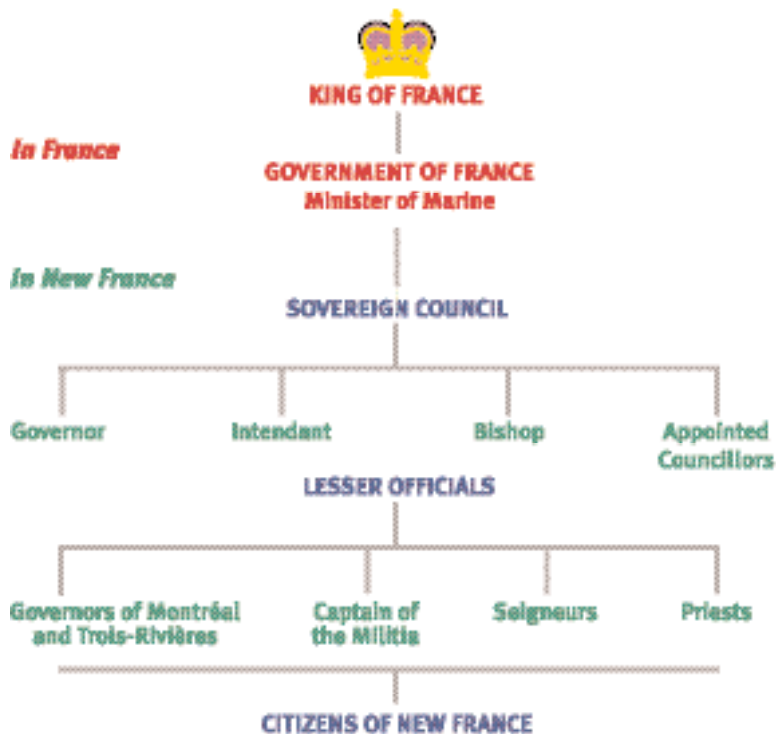 KING OF FRANCE
In France
GOVERNMENT OF FRANCE
Minister of Marine
In New France
SOVEREIGN COUNCIL
Governor
Intendant
Bishop
Appointed
Councillors
LESSER OFFICIALS
Governors of Montréal
and Trois-Rivières
Captain of
the Militia
Seigneurs
Priests
CITIZENS OF NEW FRANCE